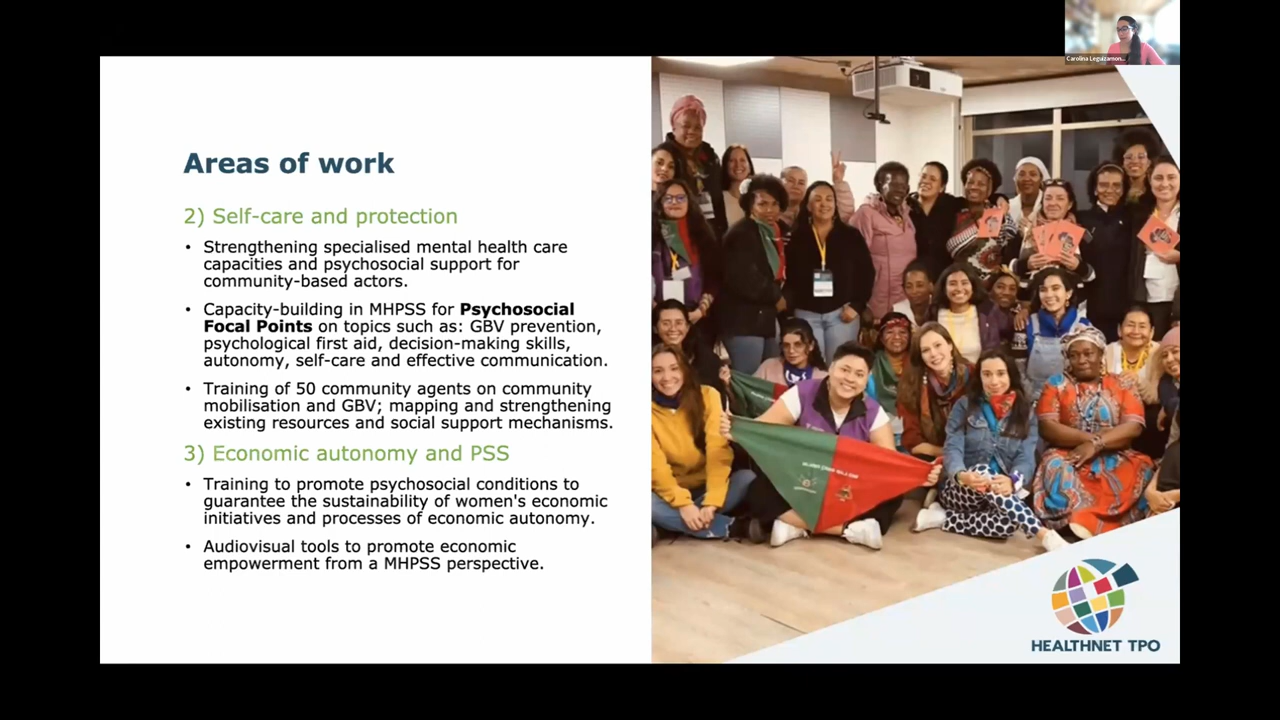 Carolina Leguizamon...
Areas of work
2) Self-care and protection
• Strengthening specialised mental health care
capacities and psychosocial support for
community-based actors.
• Capacity-building in MHPSS for Psychosocial
Focal Points on topics such as: GBV prevention,
psychological first aid, decision-making skills,
autonomy, self-care and effective communication.
• Training of 50 community agents on community
mobilisation and GBV; mapping and strengthening
existing resources and social support mechanisms.
3) Economic autonomy and PSS
• Training to promote psychosocial conditions to
guarantee the sustainability of women's economic
initiatives and processes of economic autonomy.
• Audiovisual tools to promote economic
empowerment from a MHPSS perspective.
HEALTHNET TPO